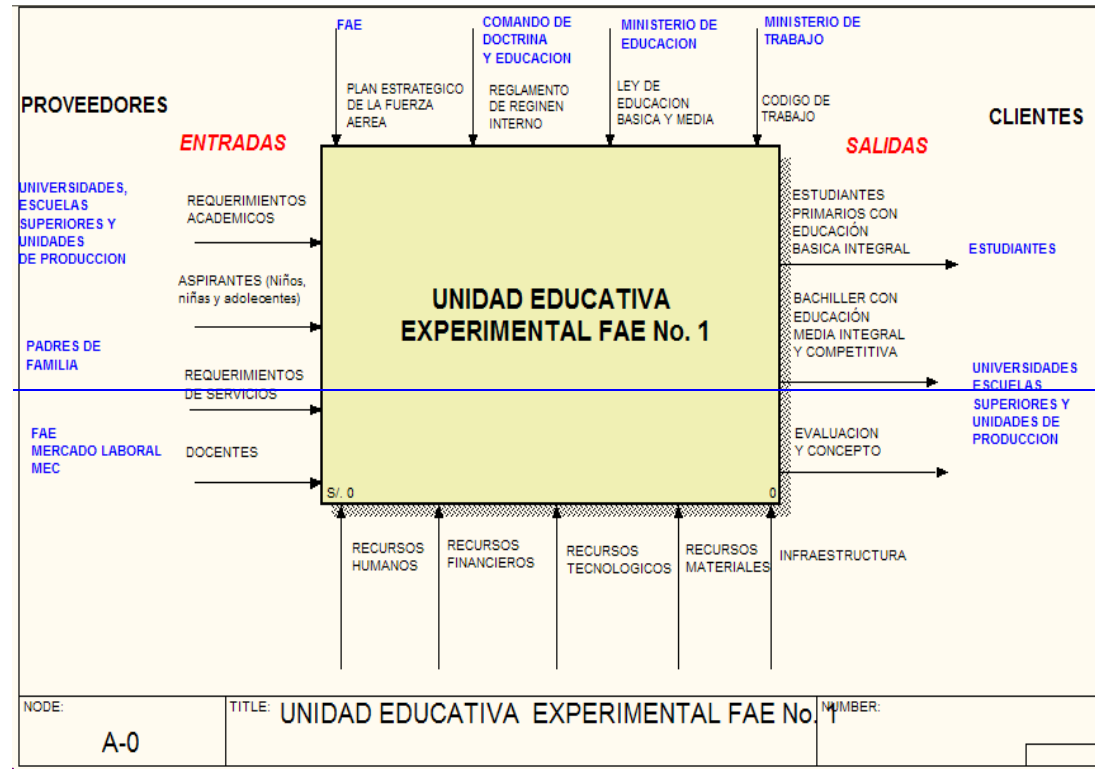 FAE
COMANDO DE
DOCTRINA
Y EDUCACION
MINISTERIO DE
EDUCACION
MINISTERIO DE
TRABAJO
PLAN ESTRATEGICO
DE LA FUERZA
AEREA
REGLAMENTO
DE REGINEN
INTERNO
LEY DE
EDUCACION
BASICA Y MEDIA
CODIGO DE
TRABAJO
PROVEEDORES
CLIENTES
ENTRADAS
SALIDAS
UNIVERSIDADES,
ESCUELAS
SUPERIORES Y
UNIDADES
DE PRODUCCION
REQUERIMIENTOS
ACADEMICOS
ASPIRANTES (Niños,
niñas y adolecentes)
PADRES DE
FAMILIA
REQUERIMIENTOS
DE SERVICIOS
FAE
MERCADO LABORAL
MEC
DOCENTES
UNIDAD EDUCATIVA
EXPERIMENTAL FAE No. 1
S/. 0
0
ESTUDIANTES
PRIMARIOS CON
EDUCACIÓN
BASICA INTEGRAL
ESTUDIANTES
BACHILLER CON
EDUCACIÓN
MEDIA INTEGRAL
Y COMPETITIVA
UNIVERSIDADES
ESCUELAS
SUPERIORES Y
UNIDADES DE
PRODUCCION
EVALUACION
Y CONCEPTO
RECURSOS
HUMANOS
RECURSOS
FINANCIEROS
RECURSOS
TECNOLOGICOS
RECURSOS
MATERIALES
INFRAESTRUCTURA
NODE:
A-0
TITLE:
UNIDAD EDUCATIVA EXPERIMENTAL FAE No. 1
NUMBER: